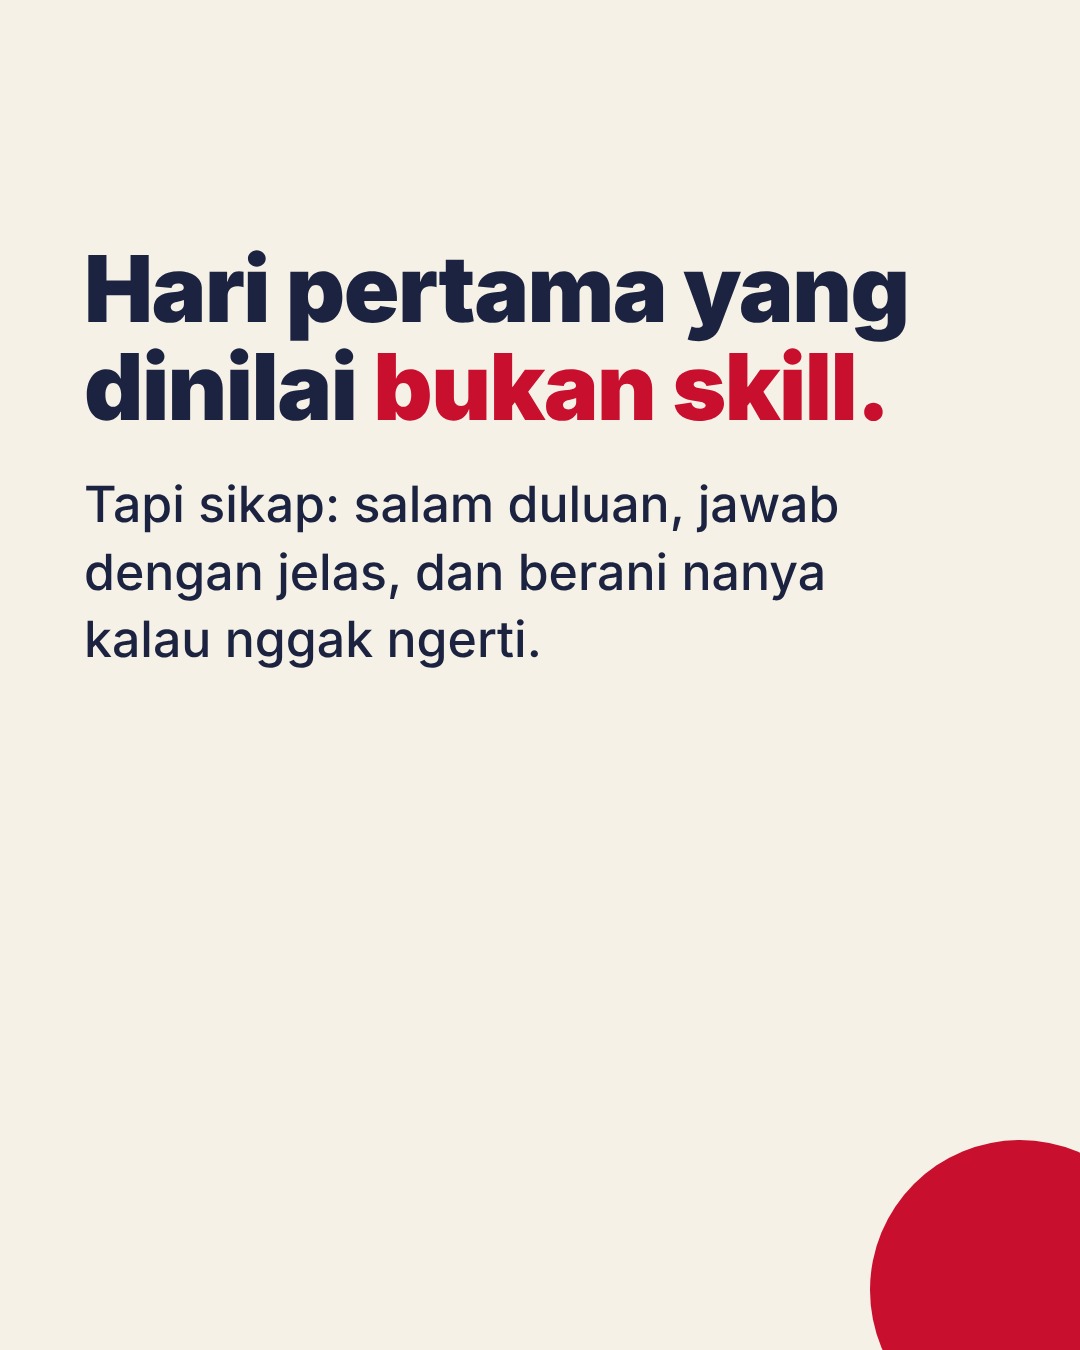 Hari pertama yang
dinilai bukan skill.
Tapi sikap: salam duluan, jawab
dengan jelas, dan berani nanya
kalau nggak ngerti.